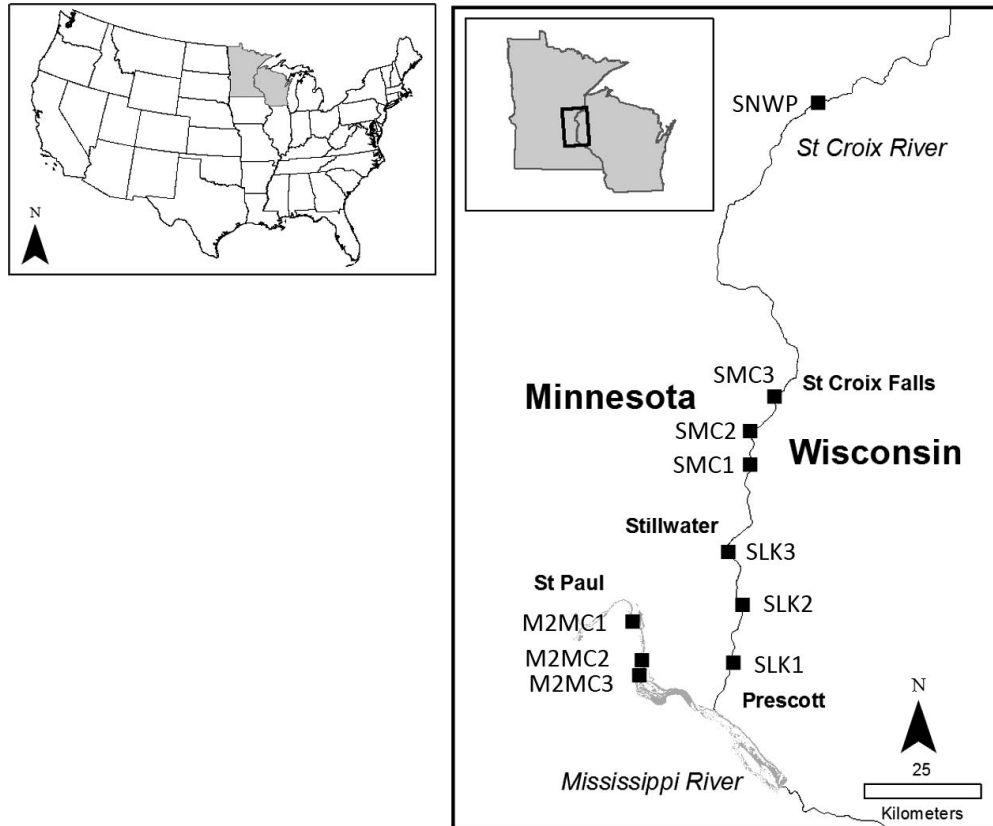 N
SNWP
St Croix River
SMC3
St Croix Falls
Minnesota
SMC2
Wisconsin
SMC1
Stillwater
SLK3
St Paul
SLK2
M2MC1
M2MC2
SLK1
M2MC3
Prescott
N
Mississippi River
25
Kilometers